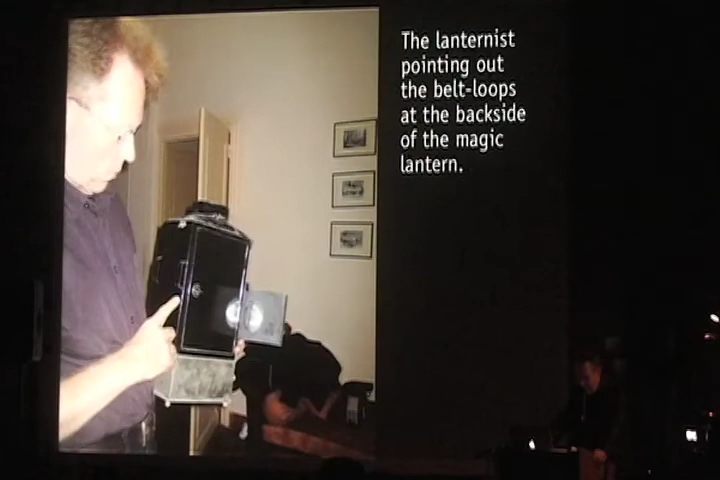 The lanternist
pointing out
the belt-loops
at the backside
of the magic
lantern.